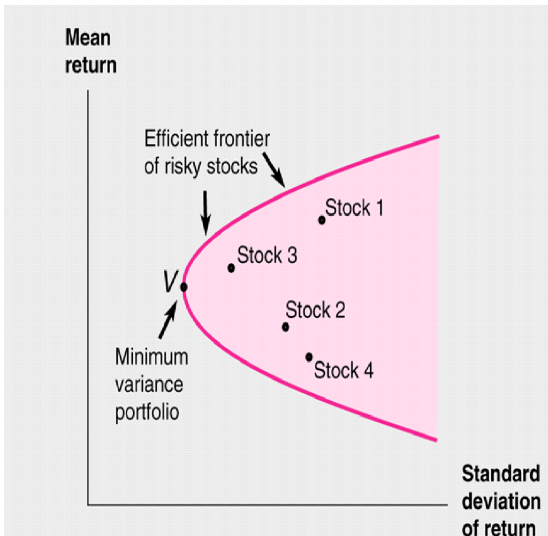 Mean
return
Efficient frontier
of risky stocks
Stock 1
Stock 3
V
Stock 2
Minimum
variance
portfolio
Stock 4
Standard
deviation
of return